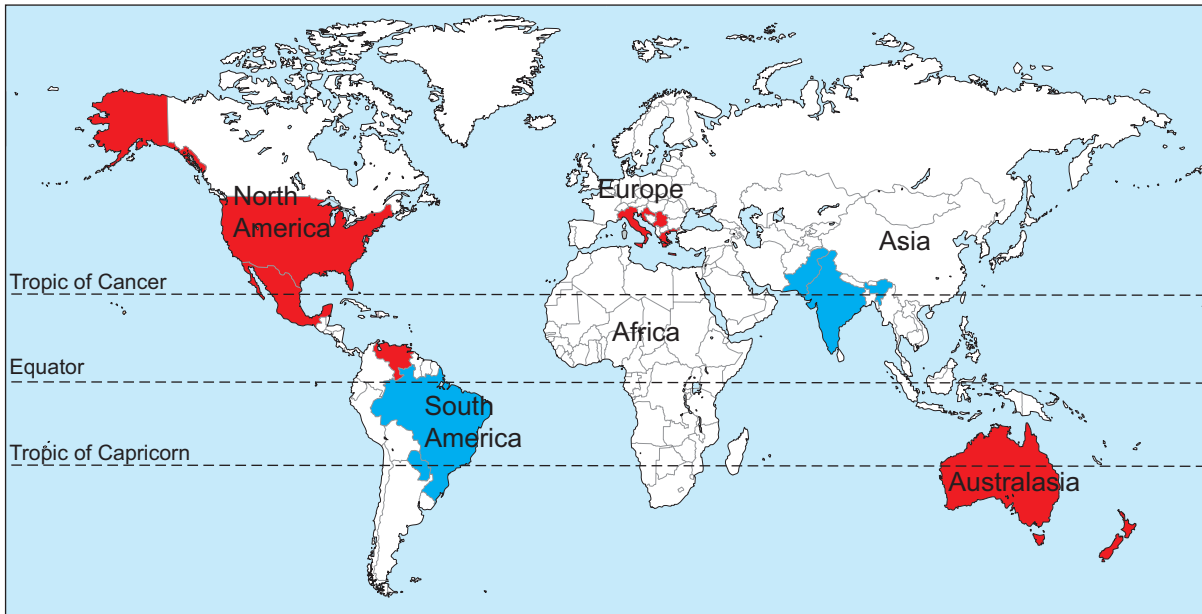 North
America
Europe
Asia
Tropic of Cancer
Africa
Equator
South
America
Tropic of Capricorn
Australasia